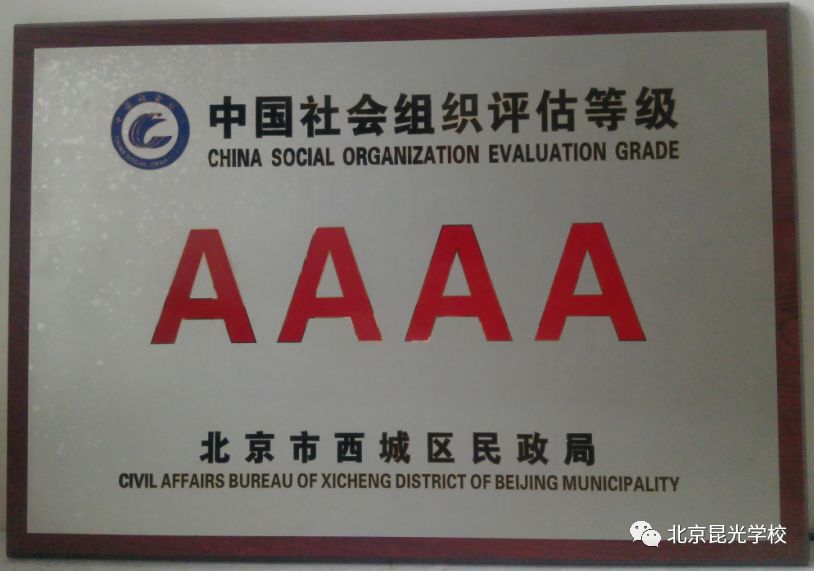 中国社会组织评估等级
CHINA SOCIAL ORGANIZATION EVALUATION GRADE
AAAA
北京市西城区民政局
CIVIL AFFAIRS BUREAU OF XICHENG DISTRICT OF BEIJING MUNICIPALITY
北京昆光学校